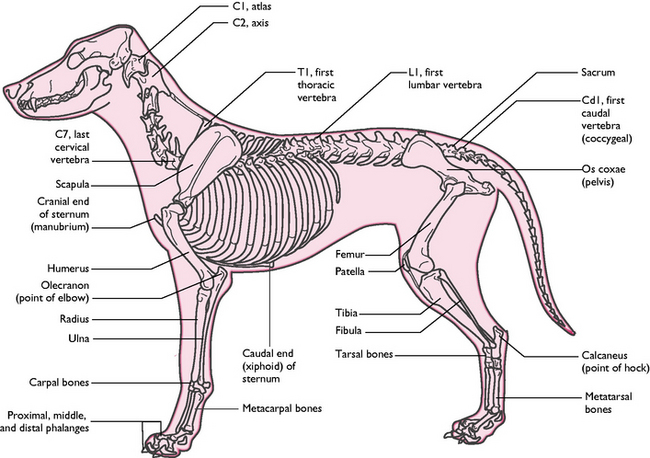 C1, atlas
C2, axis
T1, first
thoracic
vertebra
L1, first
lumbar vertebra
Sacrum
Cd1, first
caudal
vertebra
(coccygeal)
Os coxae
(pelvis)
C7, last
cervical
vertebra
Scapula
Cranial end
of sternum
(manubrium)
Humerus
Olecranon
(point of elbow)
Radius
Ulna
Carpal bones
Proximal, middle,
and distal phalanges
Caudal end
(xiphoid) of
sternum
Metacarpal bones
Femur
Patella
Tibia
Fibula
Tarsal bones
Calcaneus
(point of hock)
Metatarsal
bones